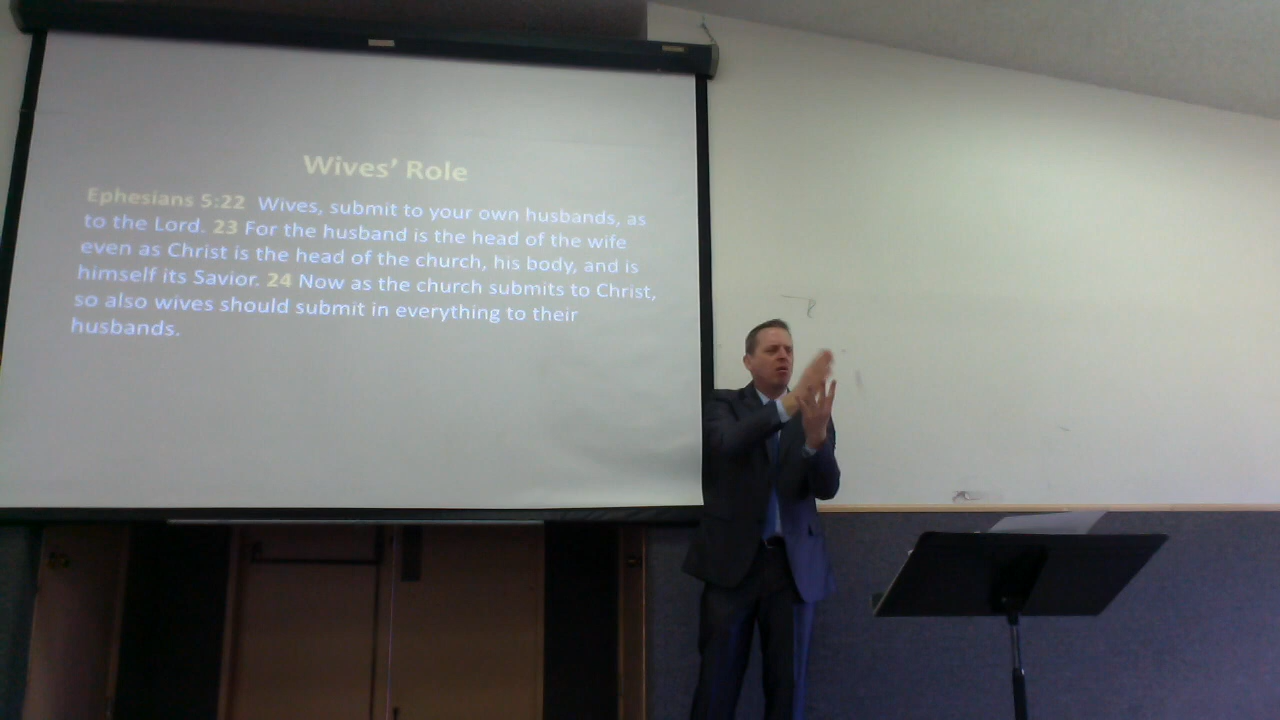 Wives' Role
Ephesians 5:22 Wives, submit to your own husbands, as
to the Lord. 23 For the husband is the head of the wife
even as Christ is the head of the church, his body, and is
himself its Savior. 24 Now as the church submits to Christ,
so also wives should submit in everything to their
husbands.